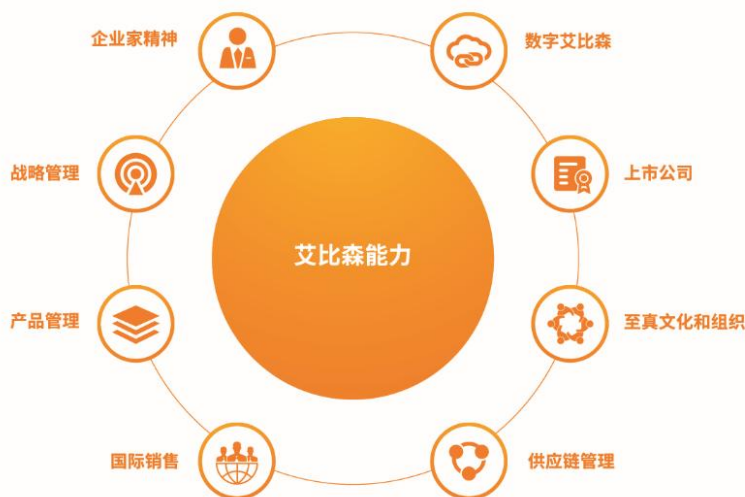 企业家精神
数字艾比森
战略管理
上市公司
艾比森能力
产品管理
至真文化和组织
国际销售
供应链管理